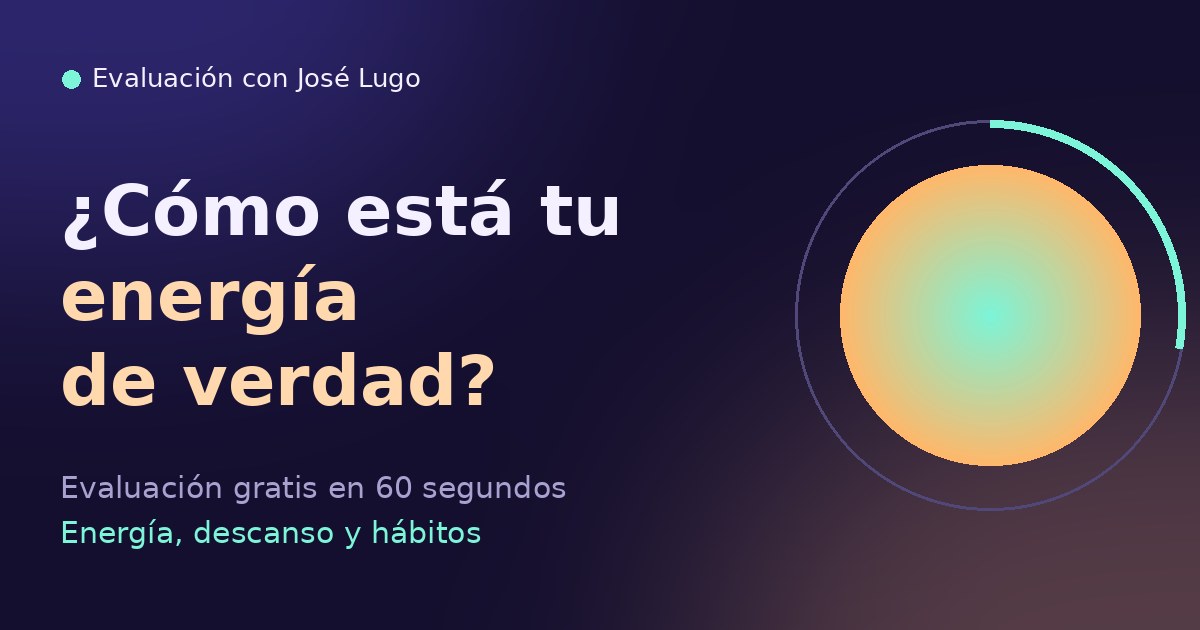 Evaluación con José Lugo
¿Cómo está tu
energía
de verdad?
Evaluación gratis en 60 segundos
Energía, descanso y hábitos